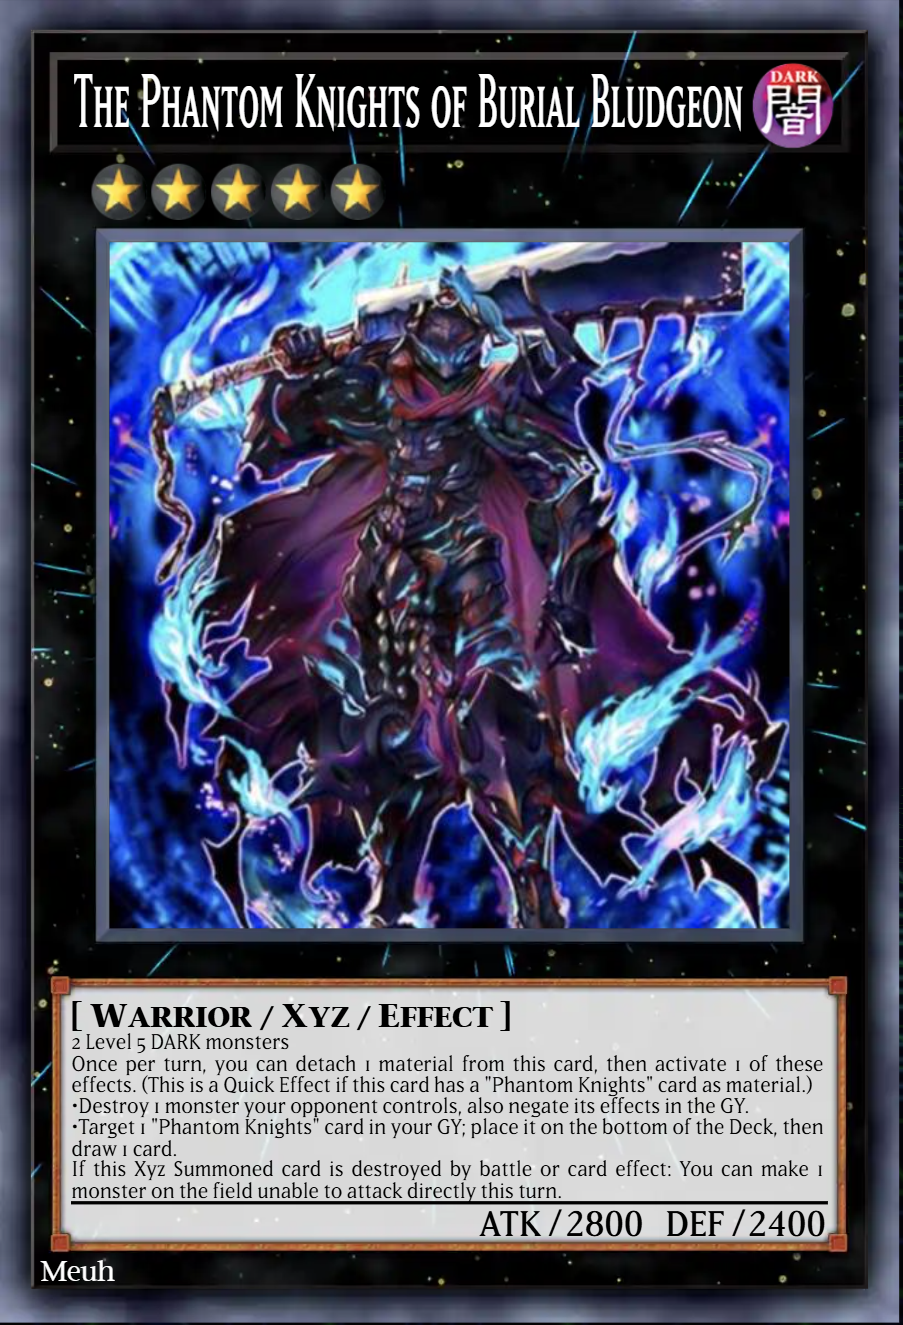 The Phantom Knights of Burial Bludgeon
DARK
闇
[ Warrior / Xyz / Effect ]
2 Level 5 DARK monsters
Once per turn, you can detach 1 material from this card, then activate 1 of these
effects. (This is a Quick Effect if this card has a "Phantom Knights" card as material.)
•Destroy 1 monster your opponent controls, also negate its effects in the GY.
•Target 1 "Phantom Knights" card in your GY; place it on the bottom of the Deck, then
draw 1 card.
If this Xyz Summoned card is destroyed by battle or card effect: You can make 1
monster on the field unable to attack directly this turn.
ATK / 2800 DEF / 2400
Meuh